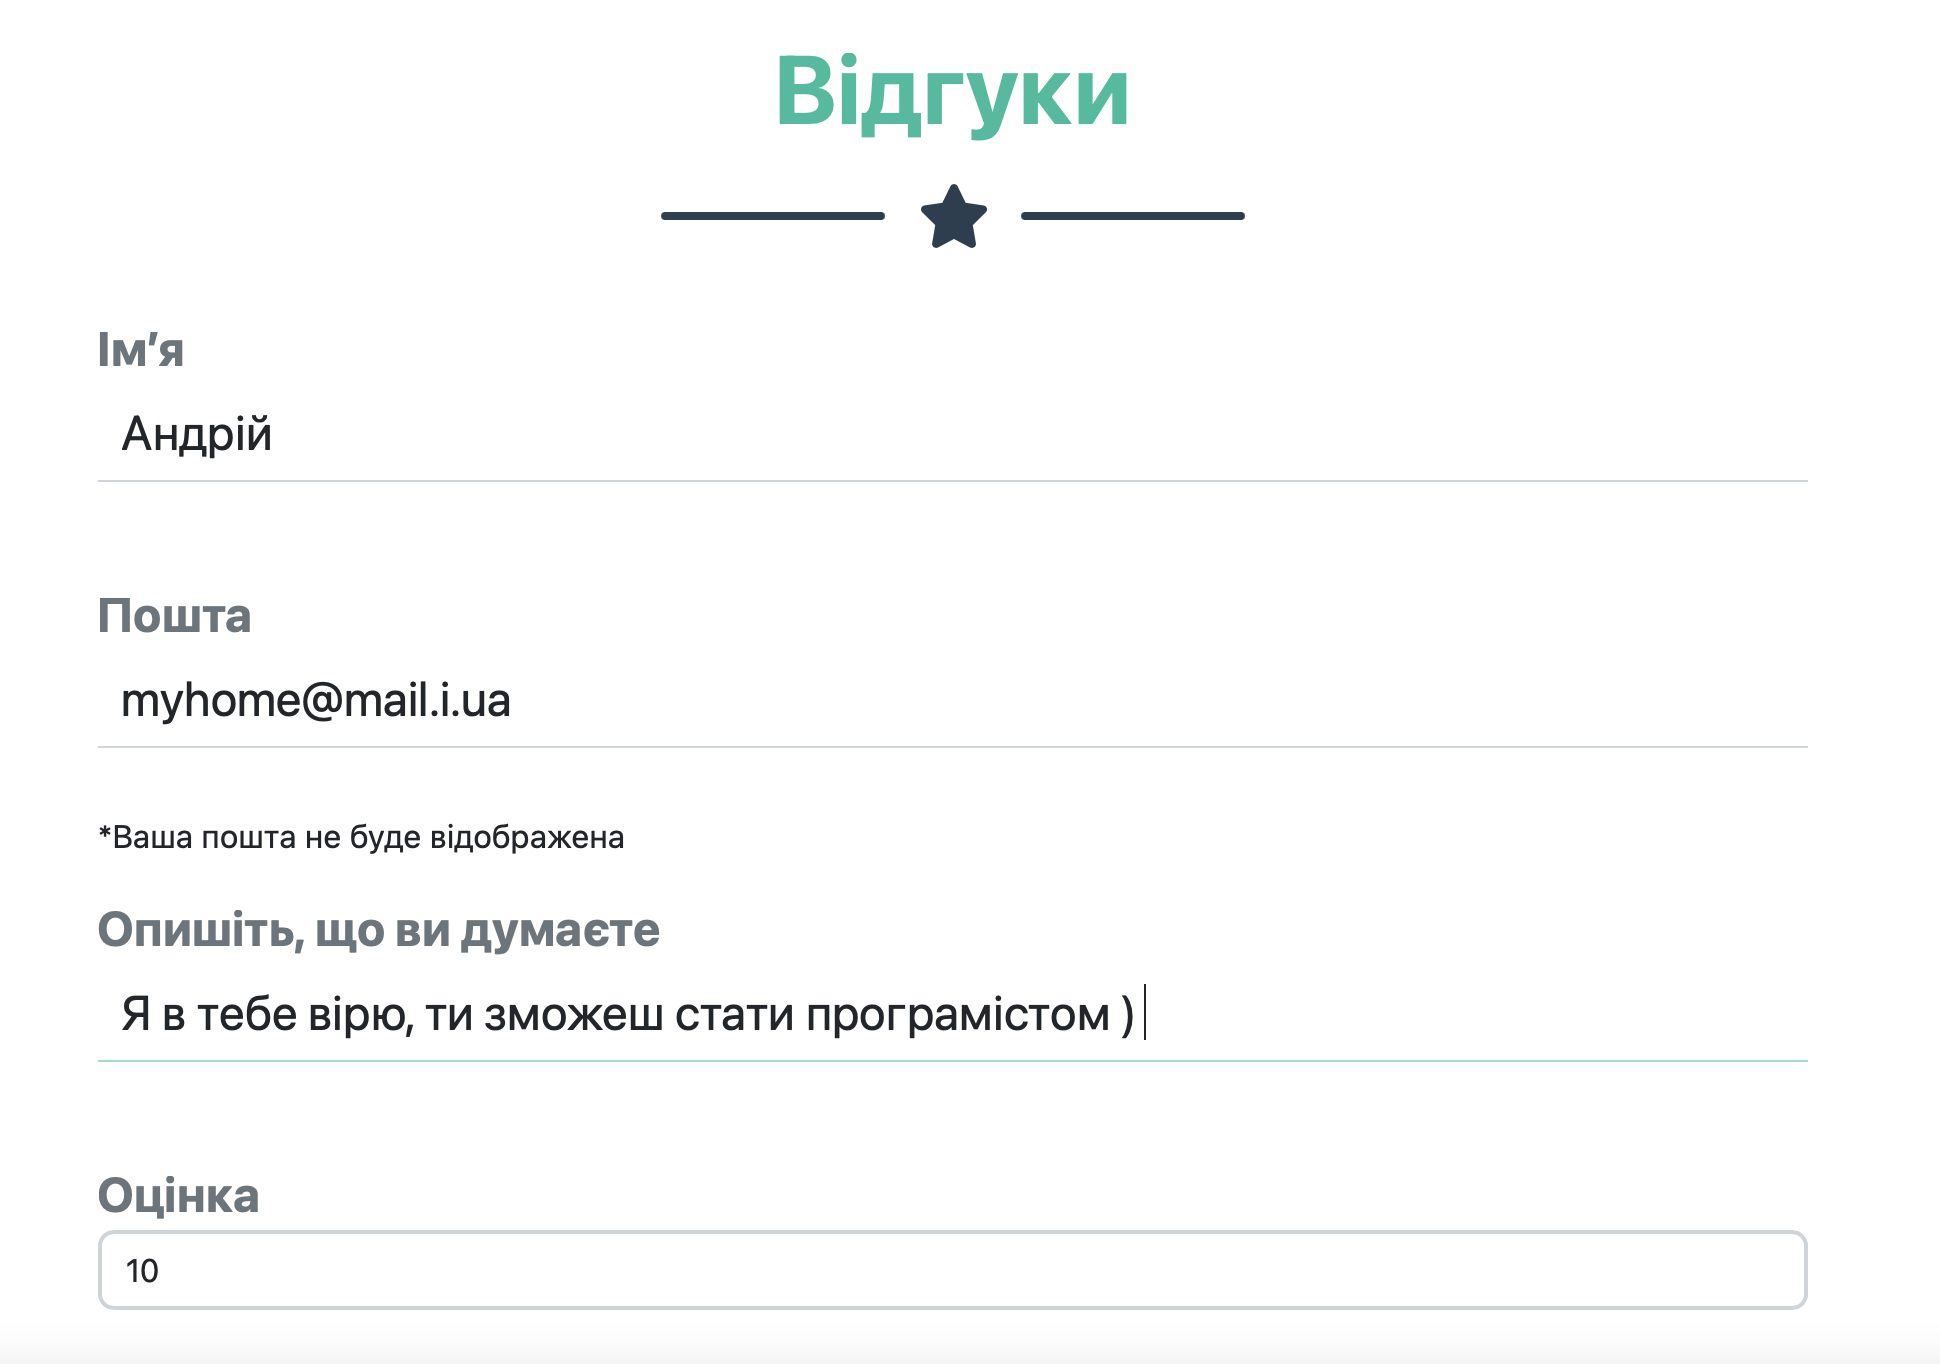 Відгуки
Ім’я
Андрій
Пошта
myhome@mail.i.ua
*Ваша пошта не буде відображена
Опишіть, що ви думаєте
Я в тебе вірю, ти зможеш стати програмістом )
Оцінка
10